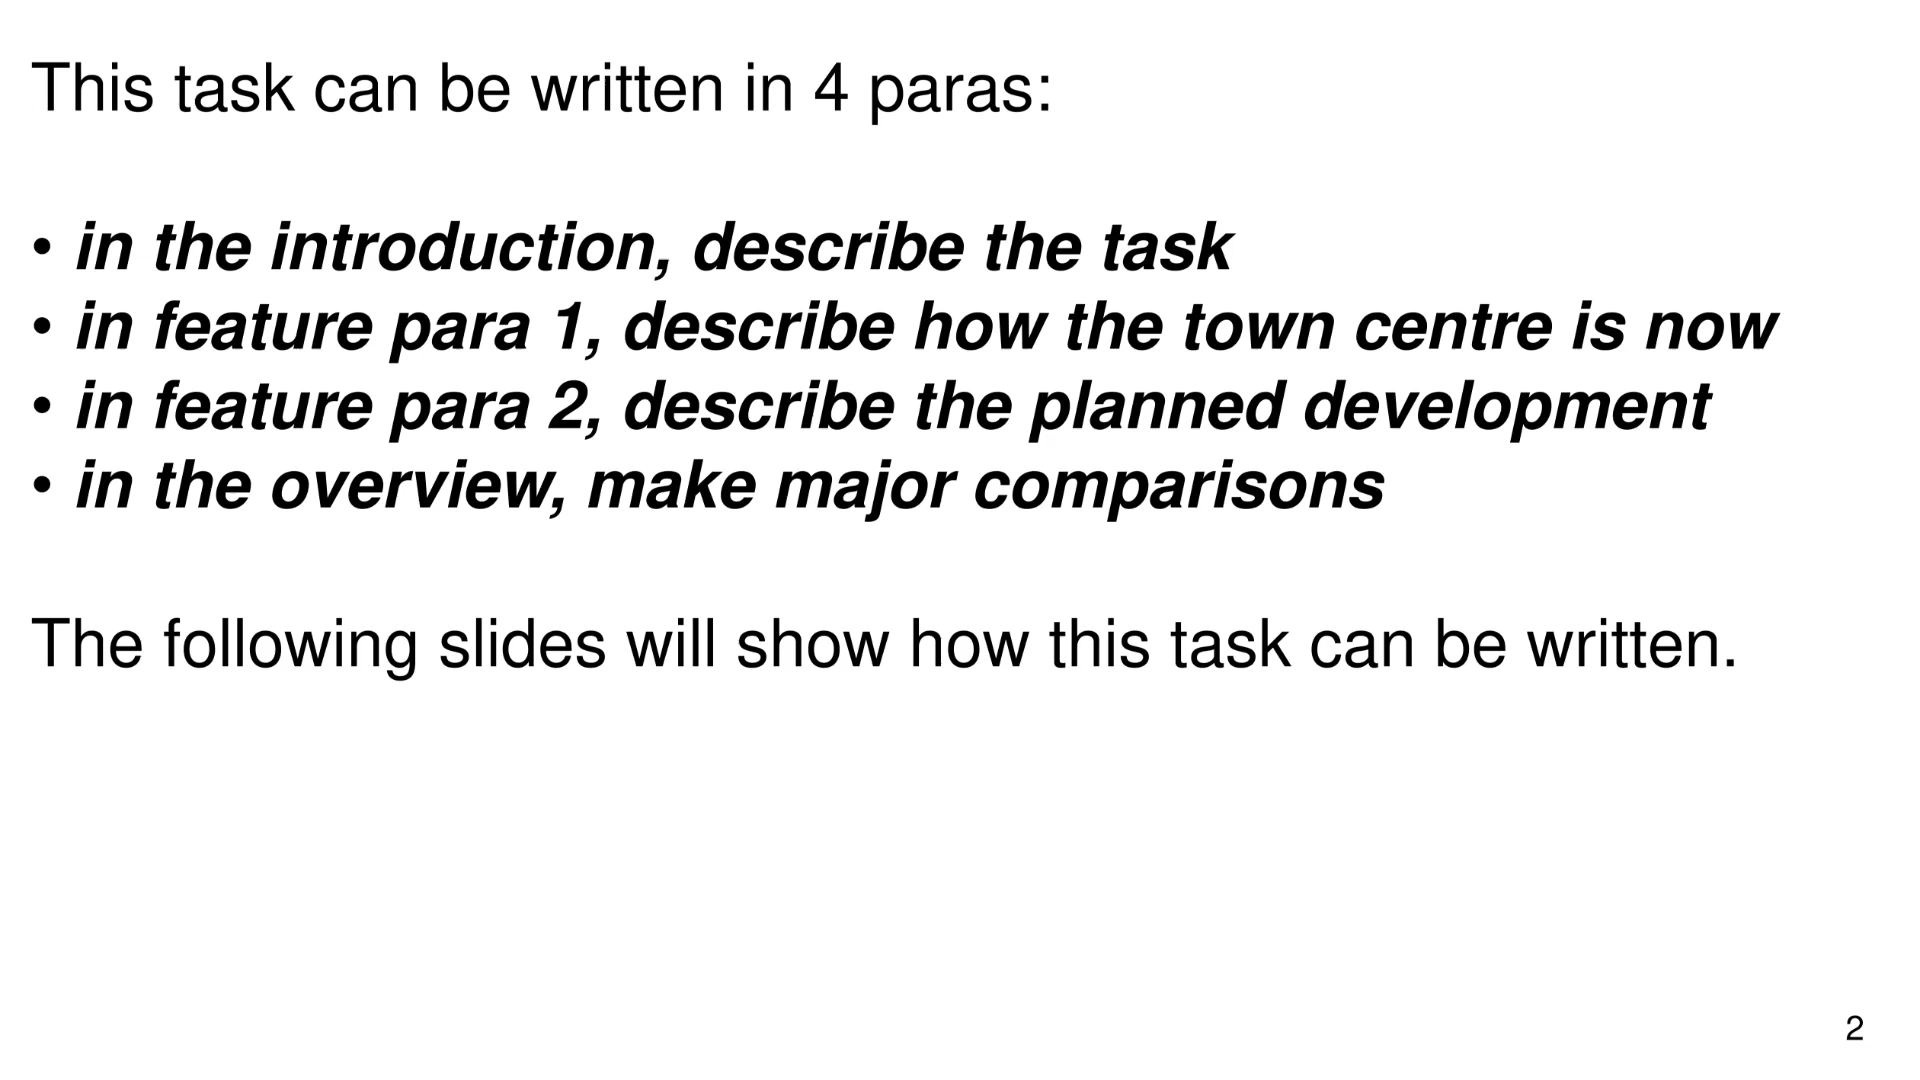 This task can be written in 4 paras:
• in the introduction, describe the task
• in feature para 1, describe how the town centre is now
• in feature para 2, describe the planned development
• in the overview, make major comparisons
The following slides will show how this task can be written.
2